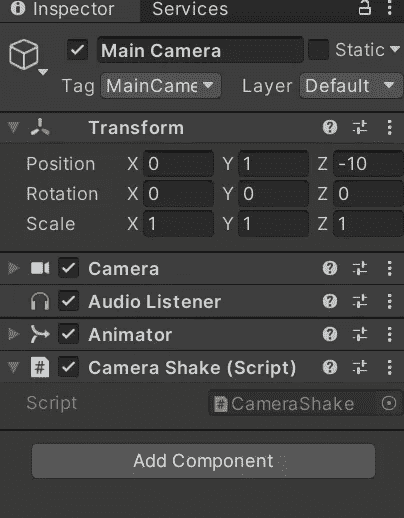 Inspector Services
Main Camera Static
Tag MainCame Layer Default
Transform
Position X 0 Y 1 Z -10
Rotation X 0 Y 0 Z 0
Scale X 1 Y 1 Z 1
Camera
Audio Listener
Animator
# Camera Shake (Script)
Script # CameraShake
Add Component